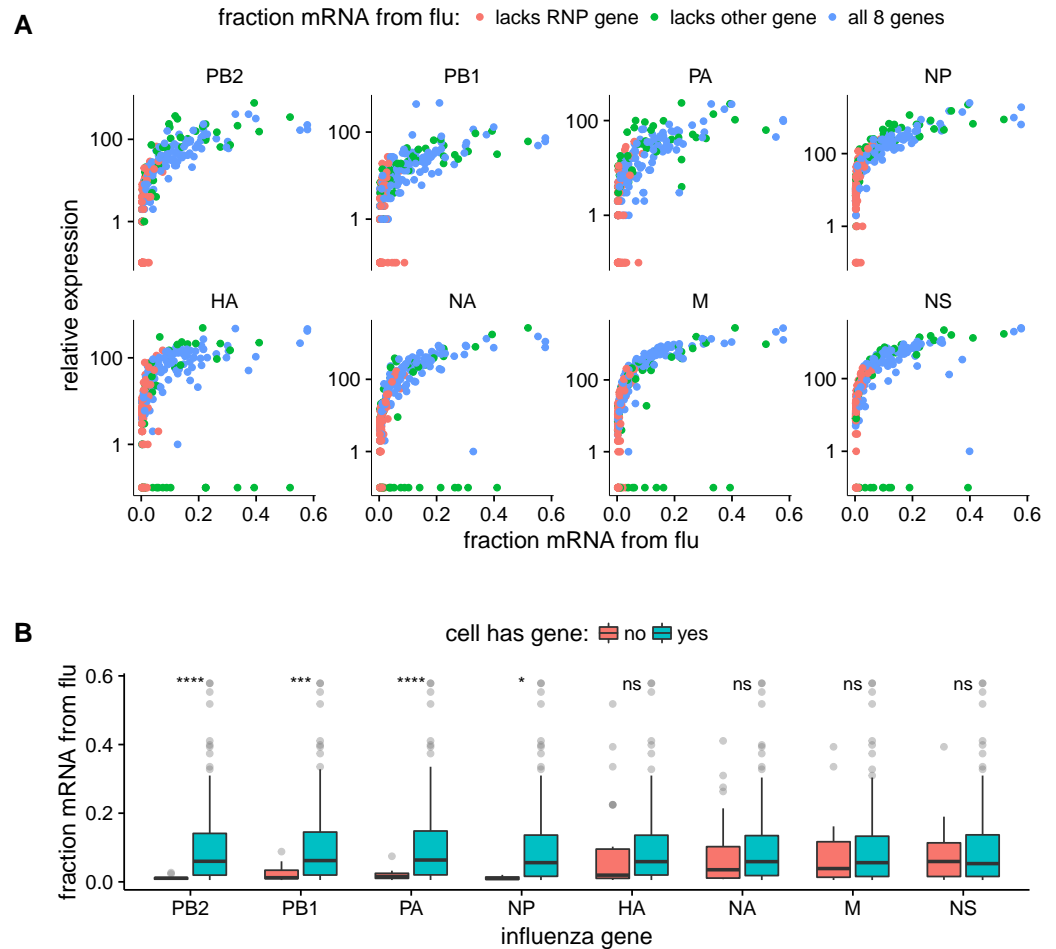 A
fraction mRNA from flu: lacks RNP gene lacks other gene all 8 genes
PB2 PB1 PA NP
100 100 100 100
1 1 1 1
HA NA M NS
100 100 100 100
1 1 1 1
0.0 0.2 0.4 0.6 0.0 0.2 0.4 0.6 0.0 0.2 0.4 0.6 0.0 0.2 0.4 0.6
relative expression
fraction mRNA from flu
B
cell has gene: no yes
0.6
0.4
0.2
0.0
**** *** **** * ns ns ns ns
PB2 PB1 PA NP HA NA M NS
fraction mRNA from flu
influenza gene